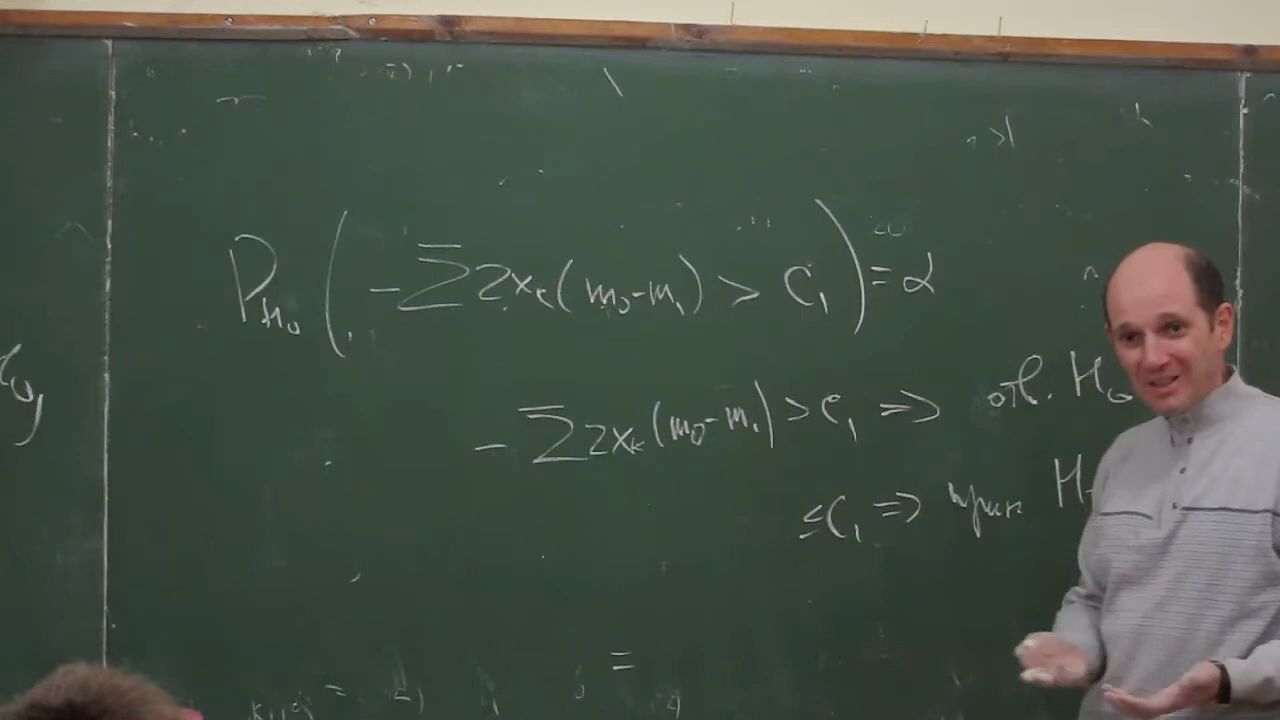 P_{H_0} ( - Σ 2x_k (m_0 - m_1) > C_1 ) = α
- Σ 2x_k (m_0 - m_1) > C_1 ⇒ отв. H_0
≤ C_1 ⇒ прин H
=